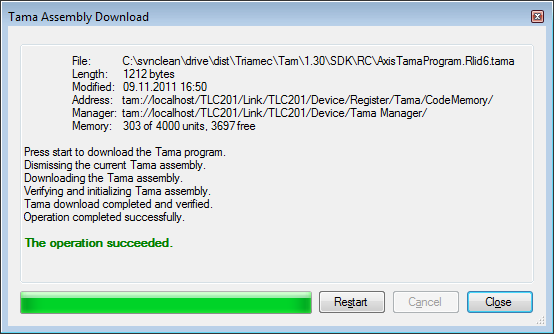 Tama Assembly Download
File: C:\svnclean\drive\dist\Triamec\Tam\1.30\SDK\RC\AxisTamaProgram.Rlid6.tama
Length: 1212 bytes
Modified: 09.11.2011 16:50
Address: tam://localhost/TLC201/Link/TLC201/Device/Register/Tama/CodeMemory/
Manager: tam://localhost/TLC201/Link/TLC201/Device/Tama Manager/
Memory: 303 of 4000 units, 3697 free
Press start to download the Tama program.
Dismissing the current Tama assembly.
Downloading the Tama assembly.
Verifying and initializing Tama assembly.
Tama download completed and verified.
Operation completed successfully.
The operation succeeded.
Restart Cancel Close